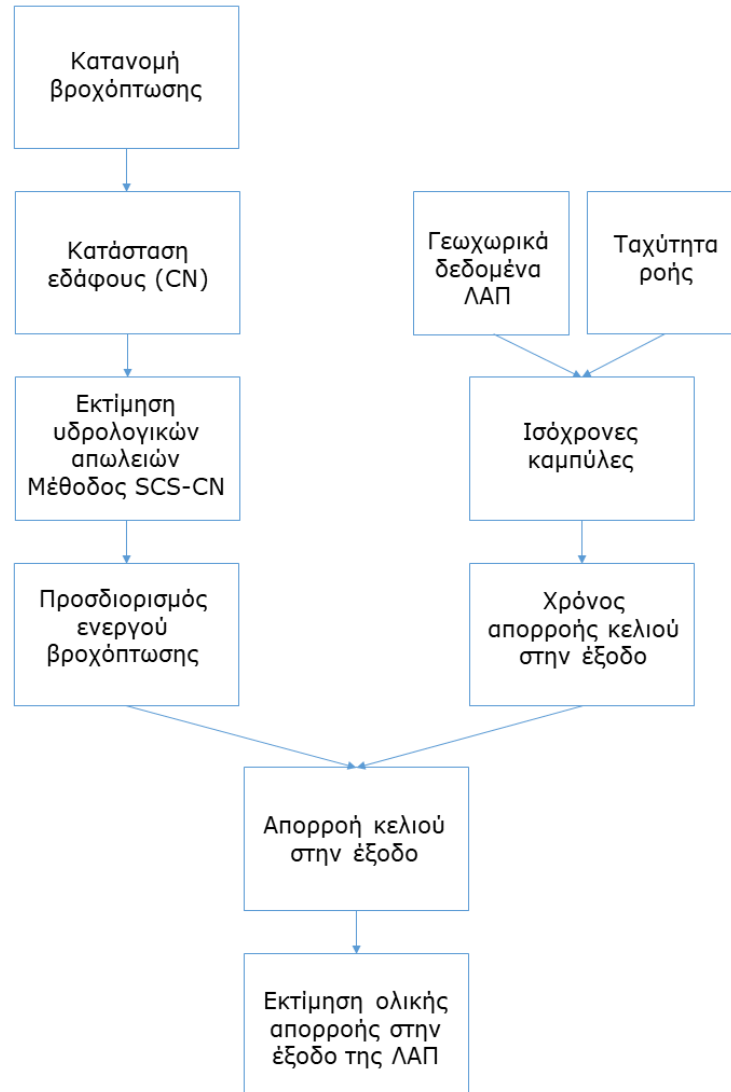 Κατανομή
βροχόπτωσης
Κατάσταση
εδάφους (CN)
Γεωχωρικά
δεδομένα
ΛΑΠ
Ταχύτητα
ροής
Εκτίμηση
υδρολογικών
απωλειών
Μέθοδος SCS-CN
Ισόχρονες
καμπύλες
Προσδιορισμός
ενεργού
βροχόπτωσης
Χρόνος
απορροής κελιού
στην έξοδο
Απορροή κελιού
στην έξοδο
Εκτίμηση ολικής
απορροής στην
έξοδο της ΛΑΠ